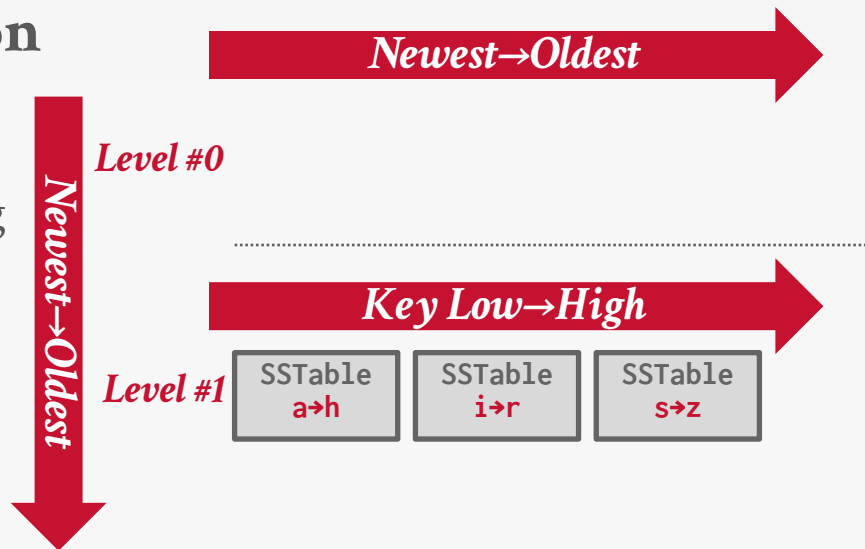 on
Newest→Oldest
Level #0
g
Newest→Oldest
Key Low→High
Level #1
SSTable
a→h
SSTable
i→r
SSTable
s→z